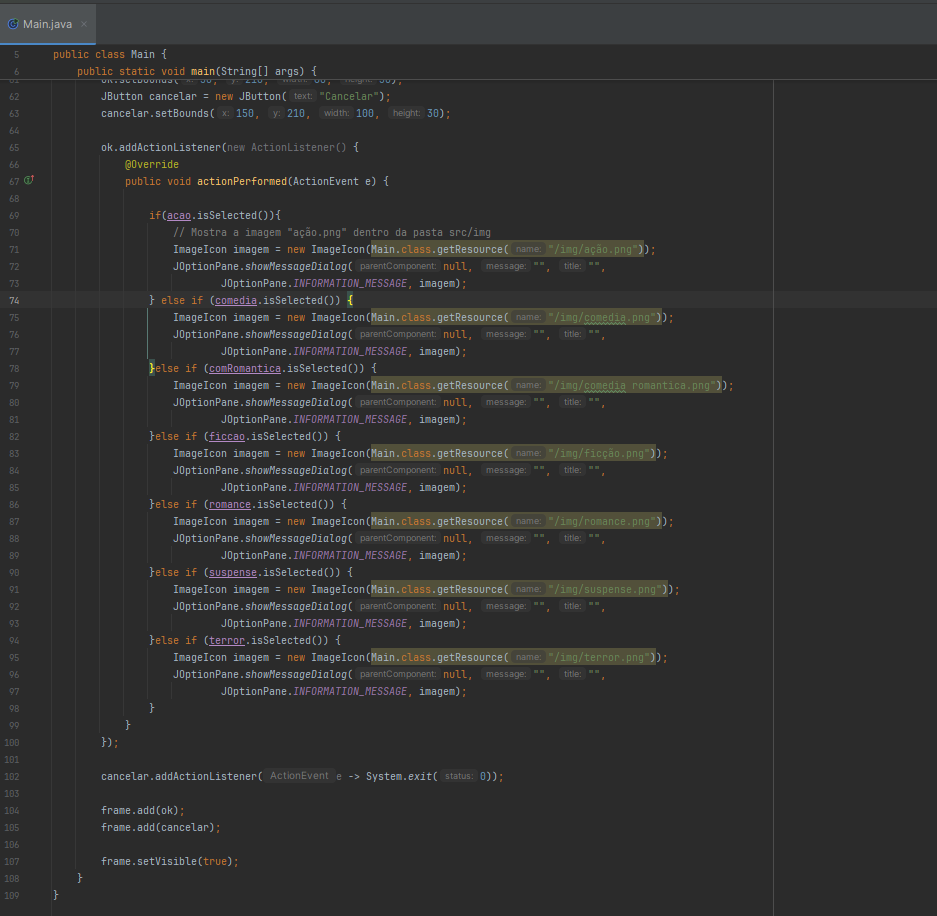 Main.java ×
5 public class Main {
6 public static void main(String[] args) {
62 JButton cancelar = new JButton( text: "Cancelar");
63 cancelar.setBounds( x: 150, y: 210, width: 100, height: 30);
64
65 ok.addActionListener(new ActionListener() {
66 @Override
67 public void actionPerformed(ActionEvent e) {
68
69 if(acao.isSelected()){
70 // Mostra a imagem "ação.png" dentro da pasta src/img
71 ImageIcon imagem = new ImageIcon(Main.class.getResource( name: "/img/ação.png"));
72 JOptionPane.showMessageDialog( parentComponent: null, message: "", title: "",
73 JOptionPane.INFORMATION_MESSAGE, imagem);
74 } else if (comedia.isSelected()) {
75 ImageIcon imagem = new ImageIcon(Main.class.getResource( name: "/img/comedia.png"));
76 JOptionPane.showMessageDialog( parentComponent: null, message: "", title: "",
77 JOptionPane.INFORMATION_MESSAGE, imagem);
78 }else if (comRomantica.isSelected()) {
79 ImageIcon imagem = new ImageIcon(Main.class.getResource( name: "/img/comedia romantica.png"));
80 JOptionPane.showMessageDialog( parentComponent: null, message: "", title: "",
81 JOptionPane.INFORMATION_MESSAGE, imagem);
82 }else if (ficcao.isSelected()) {
83 ImageIcon imagem = new ImageIcon(Main.class.getResource( name: "/img/ficção.png"));
84 JOptionPane.showMessageDialog( parentComponent: null, message: "", title: "",
85 JOptionPane.INFORMATION_MESSAGE, imagem);
86 }else if (romance.isSelected()) {
87 ImageIcon imagem = new ImageIcon(Main.class.getResource( name: "/img/romance.png"));
88 JOptionPane.showMessageDialog( parentComponent: null, message: "", title: "",
89 JOptionPane.INFORMATION_MESSAGE, imagem);
90 }else if (suspense.isSelected()) {
91 ImageIcon imagem = new ImageIcon(Main.class.getResource( name: "/img/suspense.png"));
92 JOptionPane.showMessageDialog( parentComponent: null, message: "", title: "",
93 JOptionPane.INFORMATION_MESSAGE, imagem);
94 }else if (terror.isSelected()) {
95 ImageIcon imagem = new ImageIcon(Main.class.getResource( name: "/img/terror.png"));
96 JOptionPane.showMessageDialog( parentComponent: null, message: "", title: "",
97 JOptionPane.INFORMATION_MESSAGE, imagem);
98 }
99 }
100 });
101
102 cancelar.addActionListener( ActionEvent e -> System.exit( status: 0));
103
104 frame.add(ok);
105 frame.add(cancelar);
106
107 frame.setVisible(true);
108 }
109 }